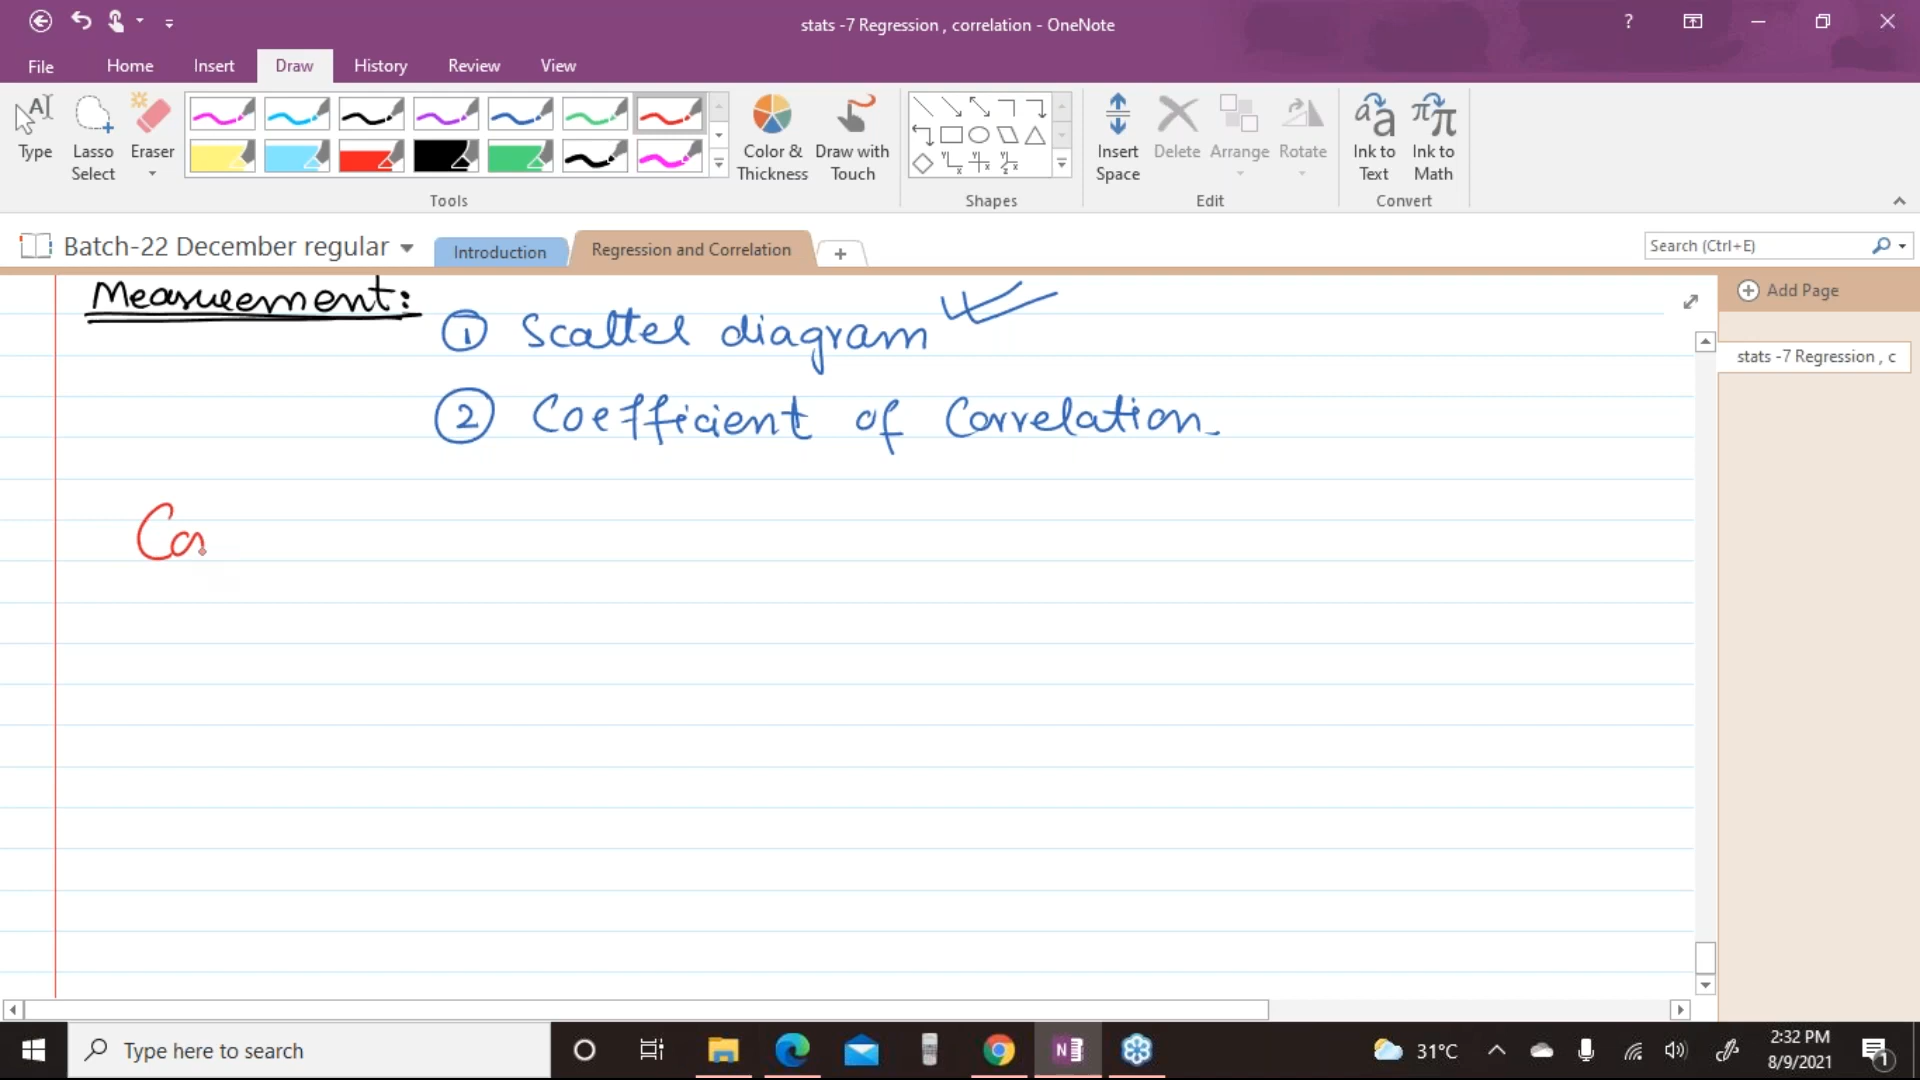 stats -7 Regression , correlation - OneNote
?
File Home Insert Draw History Review View
Type
Lasso Select
Eraser
Color & Thickness
Draw with Touch
Insert Space
Delete Arrange Rotate
Ink to Text
Ink to Math
Tools Shapes Edit Convert
Batch-22 December regular
Introduction
Regression and Correlation
Search (Ctrl+E)
Add Page
stats -7 Regression , c
Measurement:
① Scatter diagram
② Coefficient of Correlation
Co
Type here to search
31°C
2:32 PM
8/9/2021
1